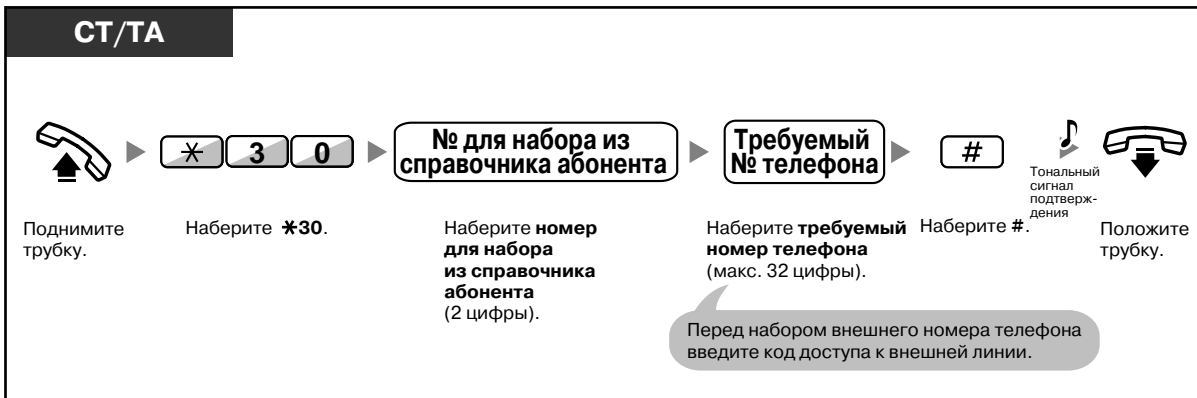 СТ/ТА
✳ 3 0
№ для набора из
справочника абонента
Требуемый
№ телефона
#
Тональный
сигнал
подтверж-
дения
Поднимите
трубку.
Наберите ✳30.
Наберите номер
для набора
из справочника
абонента
(2 цифры).
Наберите требуемый
номер телефона
(макс. 32 цифры).
Наберите #.
Положите
трубку.
Перед набором внешнего номера телефона
введите код доступа к внешней линии.